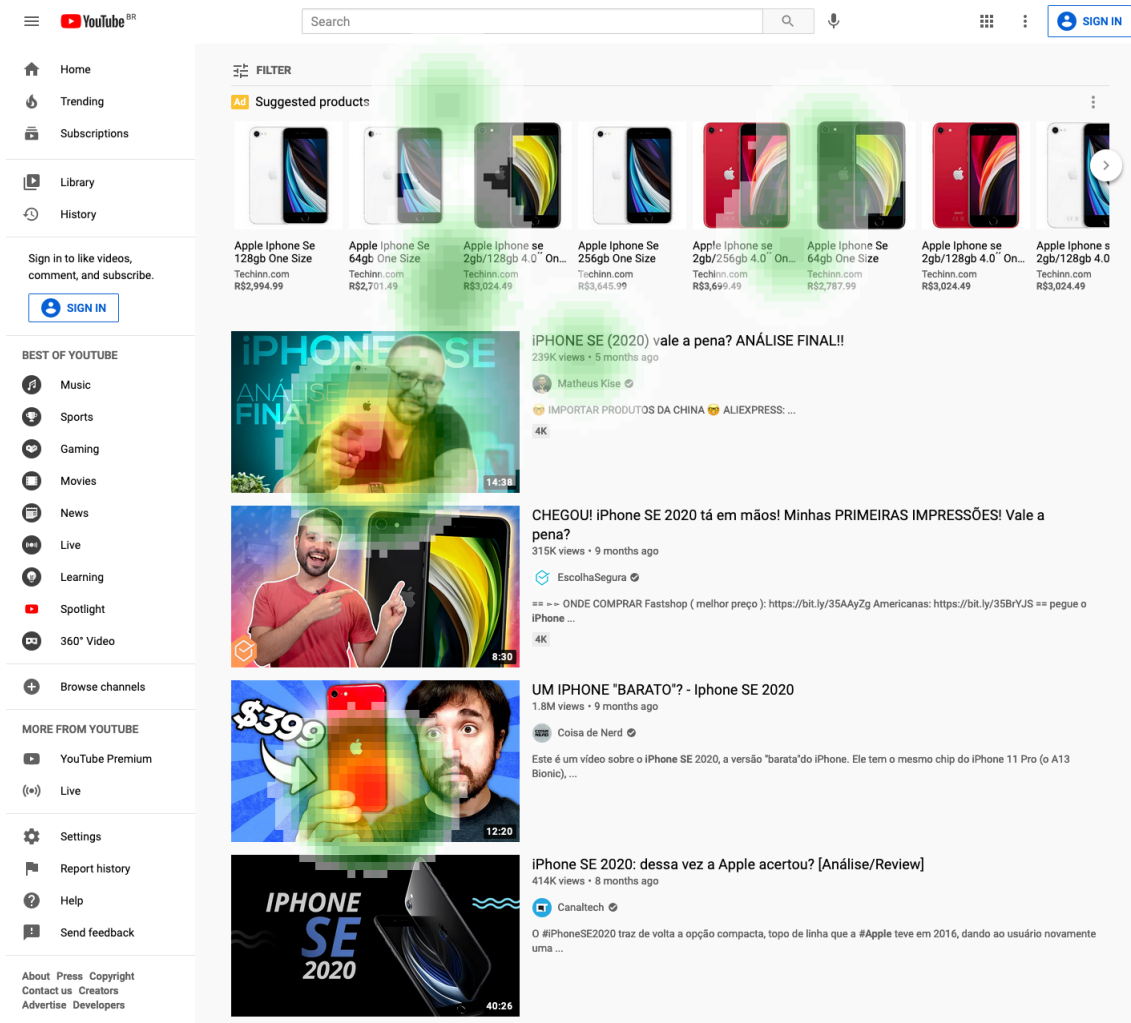 YouTube BR
Search
SIGN IN
Home
Trending
Subscriptions
Library
History
Sign in to like videos,
comment, and subscribe.
SIGN IN
BEST OF YOUTUBE
Music
Sports
Gaming
Movies
News
Live
Learning
Spotlight
360° Video
Browse channels
MORE FROM YOUTUBE
YouTube Premium
Live
Settings
Report history
Help
Send feedback
About Press Copyright
Contact us Creators
Advertise Developers
FILTER
Ad Suggested products
Apple Iphone Se
128gb One Size
Techinn.com
R$2,994.99
Apple Iphone Se
64gb One Size
Techinn.com
R$2,701.49
Apple Iphone se
2gb/128gb 4.0´´ On...
Techinn.com
R$3,024.49
Apple Iphone Se
256gb One Size
Techinn.com
R$3,645.99
Apple Iphone se
2gb/256gb 4.0´´ On...
Techinn.com
R$3,699.49
Apple Iphone Se
64gb One Size
Techinn.com
R$2,787.99
Apple Iphone se
2gb/128gb 4.0´´ On...
Techinn.com
R$3,024.49
Apple Iphone s
2gb/128gb 4.0
Techinn.com
R$3,024.49
iPHONE SE
ANÁLISE
FINAL
14:38
iPHONE SE (2020) vale a pena? ANÁLISE FINAL!!
239K views • 5 months ago
Matheus Kise
🤓 IMPORTAR PRODUTOS DA CHINA 🤓 ALIEXPRESS: ...
4K
8:30
CHEGOU! iPhone SE 2020 tá em mãos! Minhas PRIMEIRAS IMPRESSÕES! Vale a
pena?
315K views • 9 months ago
EscolhaSegura
== ►► ONDE COMPRAR Fastshop ( melhor preço ): https://bit.ly/35AAyZg Americanas: https://bit.ly/35BrYJS == pegue o
iPhone ...
4K
$399
12:20
UM IPHONE "BARATO"? - Iphone SE 2020
1.8M views • 9 months ago
Coisa de Nerd
Este é um vídeo sobre o iPhone SE 2020, a versão "barata"do iPhone. Ele tem o mesmo chip do iPhone 11 Pro (o A13
Bionic), ...
IPHONE
SE
2020
40:26
iPhone SE 2020: dessa vez a Apple acertou? [Análise/Review]
414K views • 8 months ago
Canaltech
O #iPhoneSE2020 traz de volta a opção compacta, topo de linha que a #Apple teve em 2016, dando ao usuário novamente
uma ...